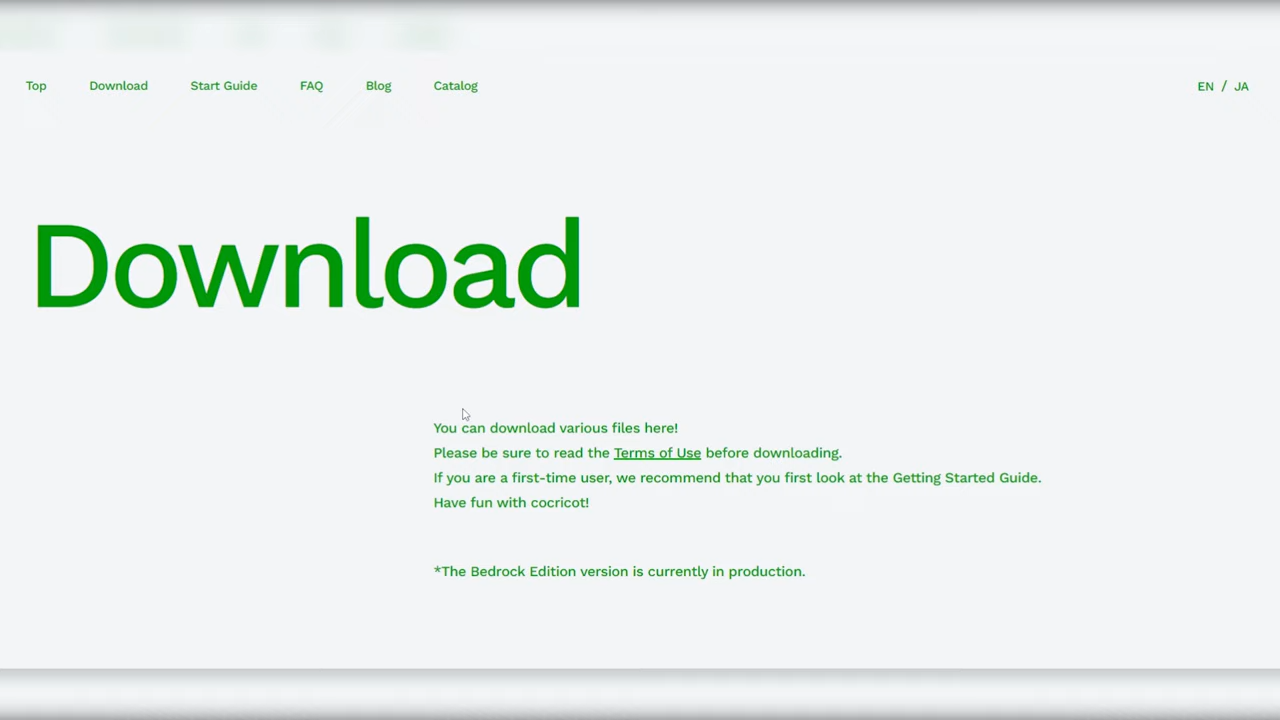 Top Download Start Guide FAQ Blog Catalog EN / JA
Download
You can download various files here!
Please be sure to read the Terms of Use before downloading.
If you are a first-time user, we recommend that you first look at the Getting Started Guide.
Have fun with cocricot!
*The Bedrock Edition version is currently in production.